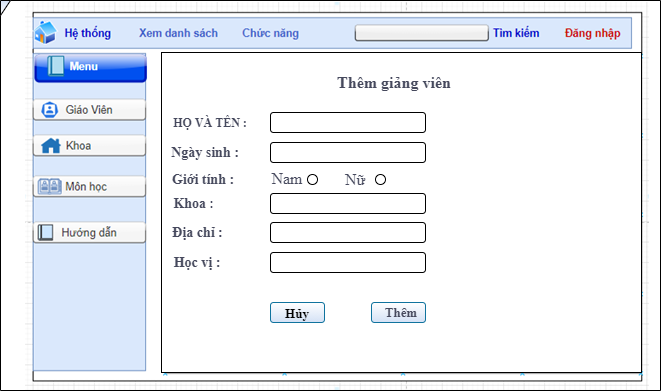 Hệ thống Xem danh sách Chức năng Tìm kiếm Đăng nhập
Menu
Giáo Viên
Khoa
Môn học
Hướng dẫn
Thêm giảng viên
HỌ VÀ TÊN :
Ngày sinh :
Giới tính : Nam Nữ
Khoa :
Địa chỉ :
Học vị :
Hủy Thêm